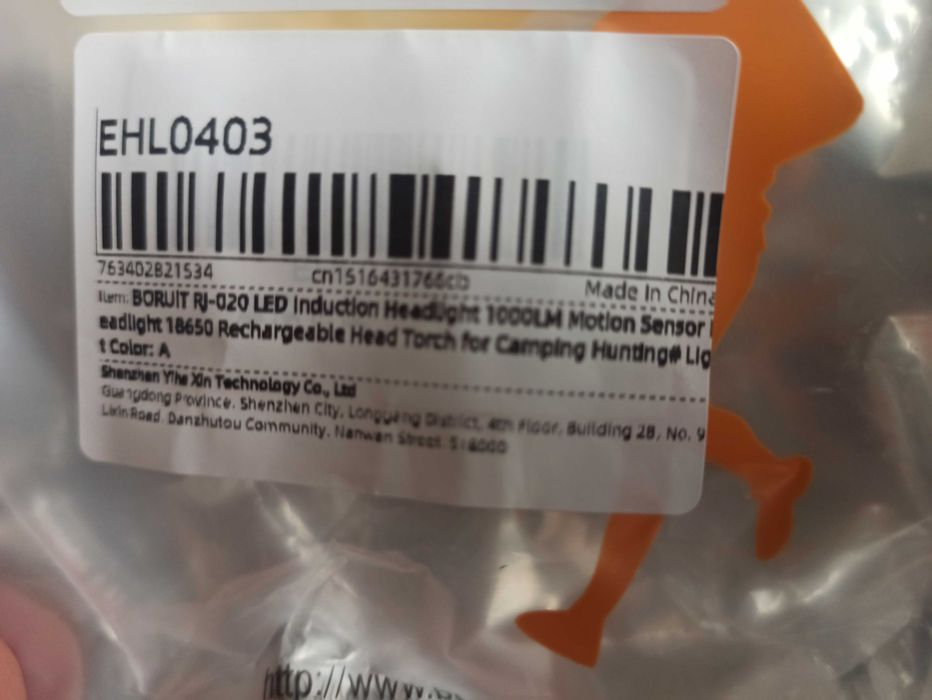 EHL0403
763402821534 cn1516431766cb Made In China
Item: BORUIT RJ-020 LED Induction Headlight 1000LM Motion Sensor
eadlight 18650 Rechargeable Head Torch for Camping Hunting# Lig
t Color: A
Shenzhen Yihe Xin Technology Co., Ltd
Guangdong Province, Shenzhen City, Longgang District, 4th Floor, Building 2B, No. 9
Lixin Road, Danzhutou Community, Nanwan Street, 518000
http://www.